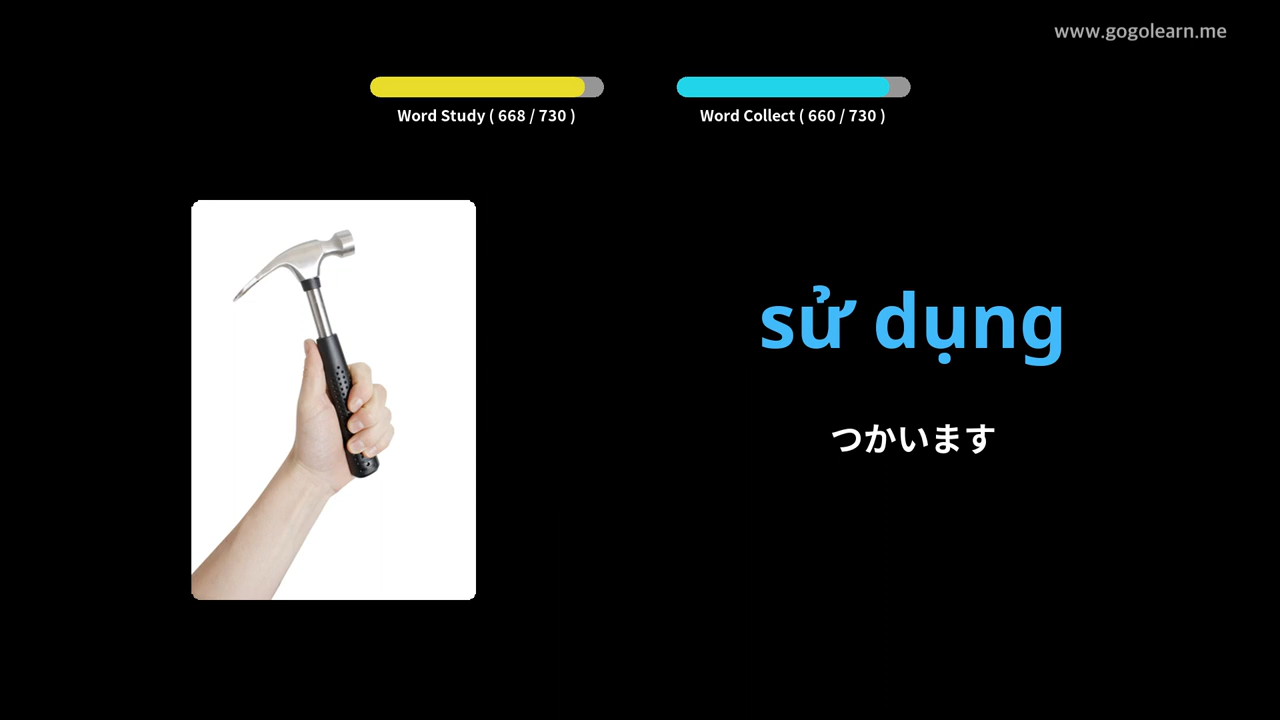 www.gogolearn.me
Word Study ( 668 / 730 )
Word Collect ( 660 / 730 )
sử dụng
つかいます